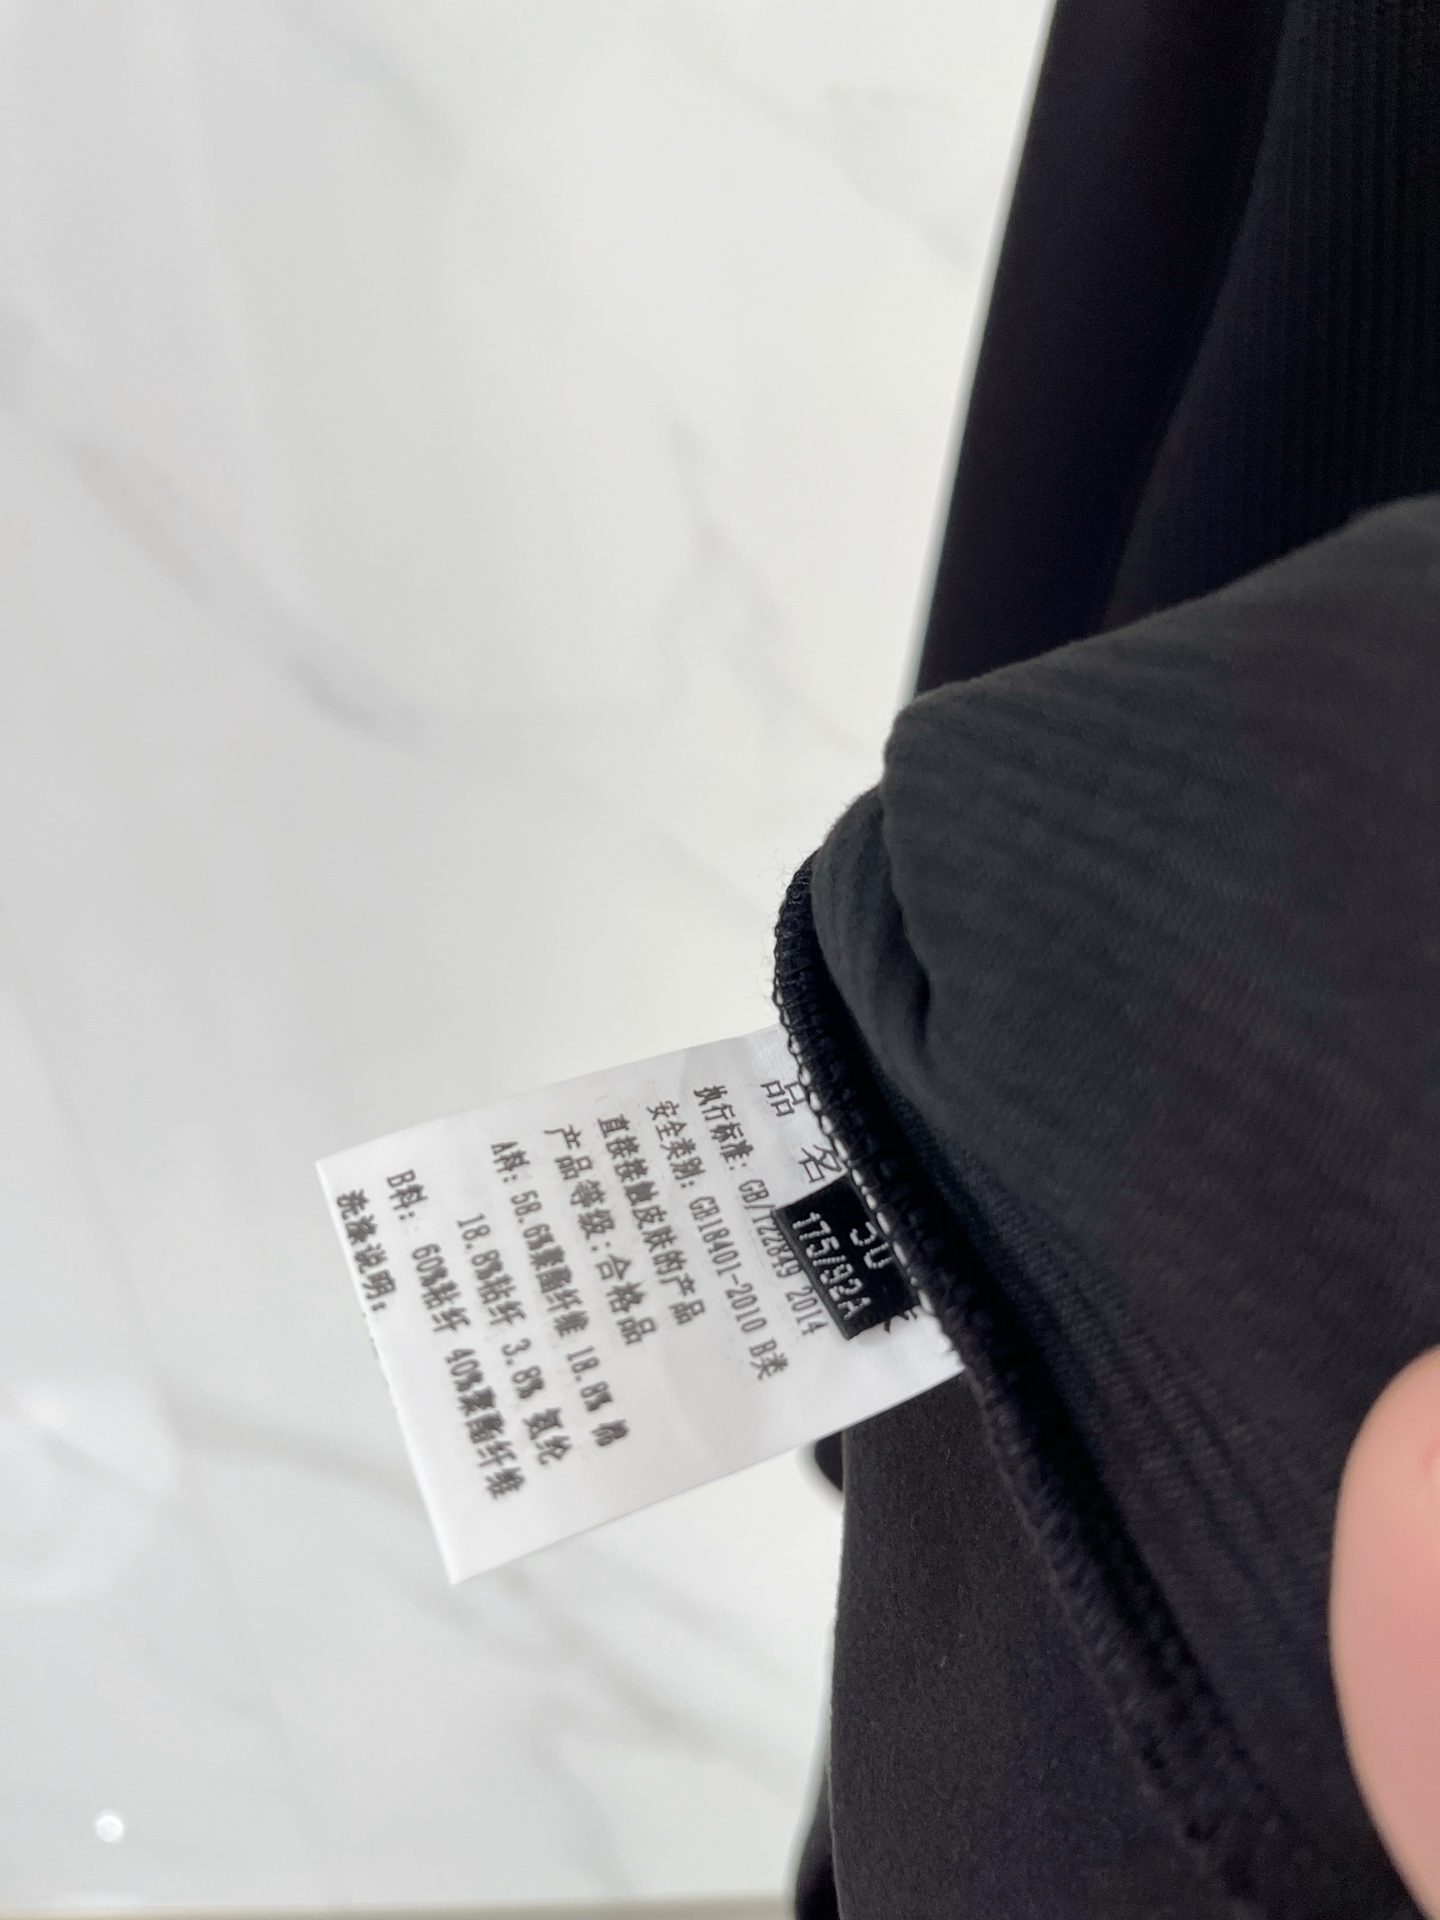 品 名
50
175/92A
执行标准: GB/T22849 2014
安全类别: GB18401-2010 B类
直接接触皮肤的产品
产品等级: 合格品
A料: 58.6%聚酯纤维 18.8% 棉
18.8%粘纤 3.8% 氨纶
B料: 60%粘纤 40%聚酯纤维
洗涤说明: